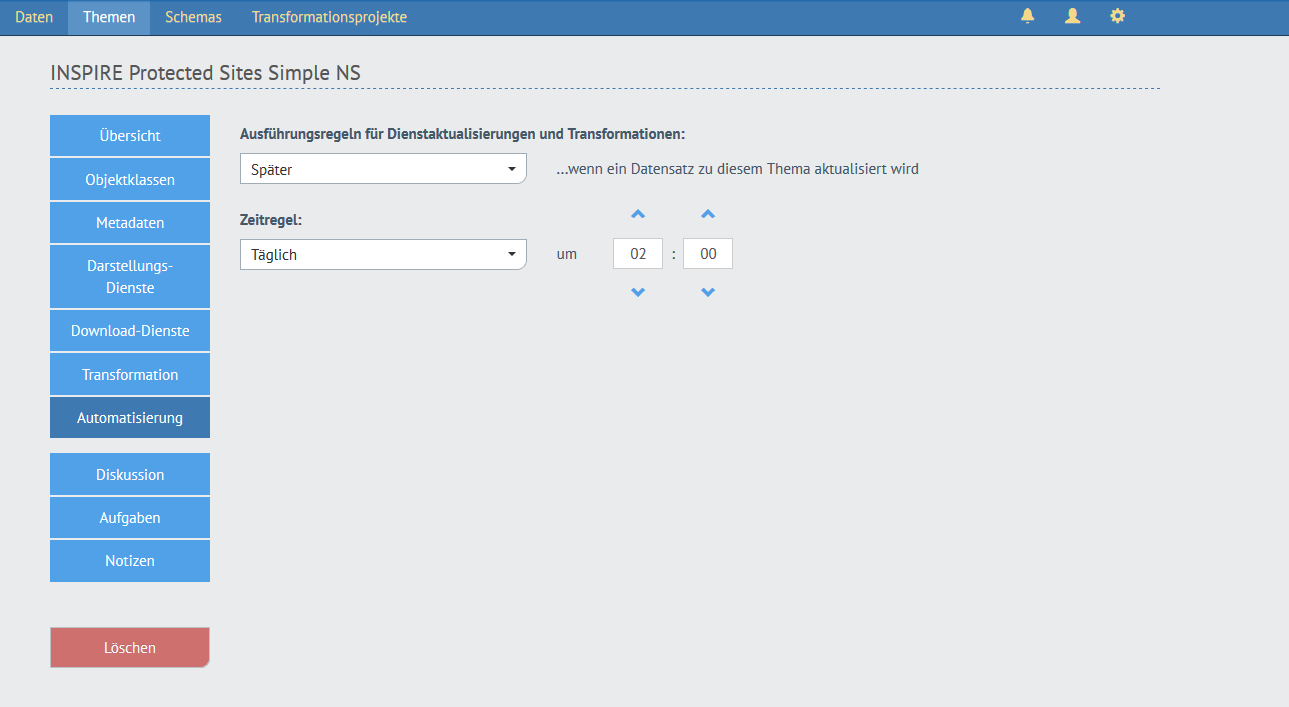 Daten Themen Schemas Transformationsprojekte
INSPIRE Protected Sites Simple NS
Übersicht
Objektklassen
Metadaten
Darstellungs-
Dienste
Download-Dienste
Transformation
Automatisierung
Diskussion
Aufgaben
Notizen
Löschen
Ausführungsregeln für Dienstaktualisierungen und Transformationen:
Später ...wenn ein Datensatz zu diesem Thema aktualisiert wird
Zeitregel:
Täglich um 02 : 00